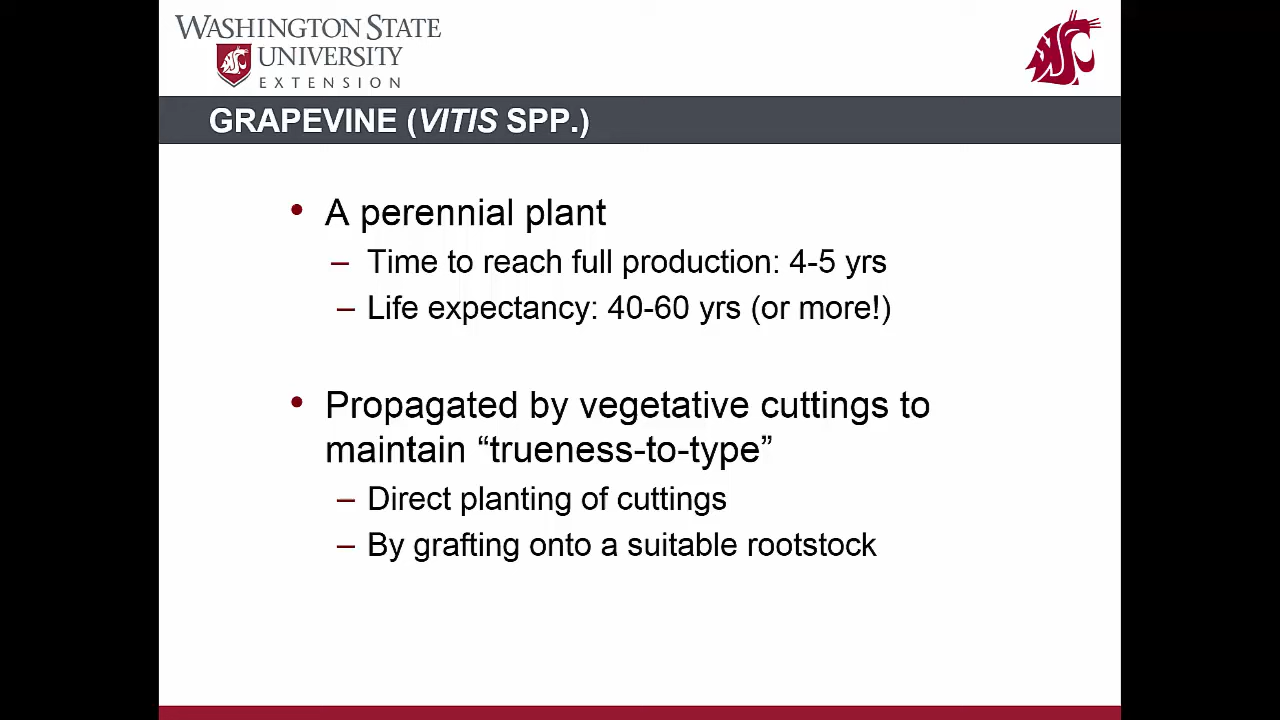 WASHINGTON STATE
UNIVERSITY
EXTENSION
GRAPEVINE (VITIS SPP.)
• A perennial plant
– Time to reach full production: 4-5 yrs
– Life expectancy: 40-60 yrs (or more!)
• Propagated by vegetative cuttings to
maintain “trueness-to-type”
– Direct planting of cuttings
– By grafting onto a suitable rootstock